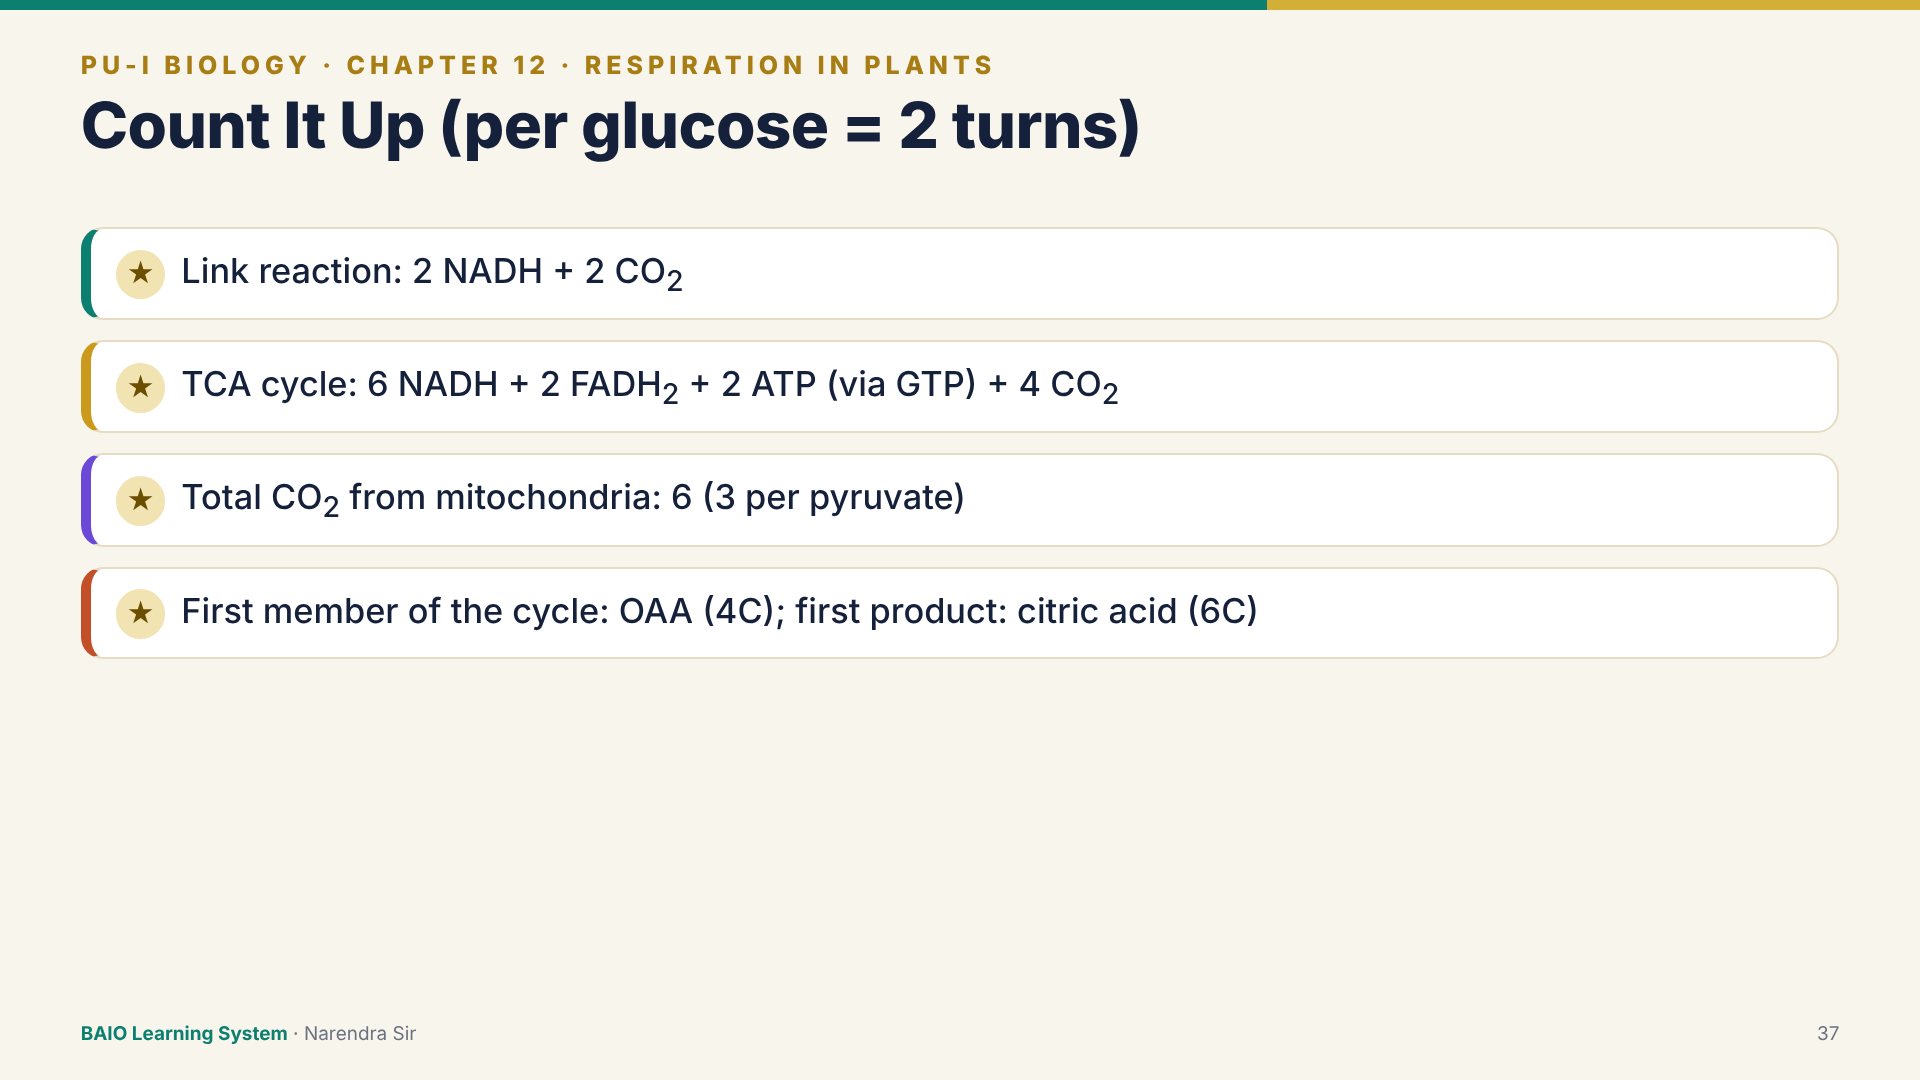 PU-I BIOLOGY · CHAPTER 12 · RESPIRATION IN PLANTS
Count It Up (per glucose = 2 turns)
★ Link reaction: 2 NADH + 2 CO₂
★ TCA cycle: 6 NADH + 2 FADH₂ + 2 ATP (via GTP) + 4 CO₂
★ Total CO₂ from mitochondria: 6 (3 per pyruvate)
★ First member of the cycle: OAA (4C); first product: citric acid (6C)
BAIO Learning System · Narendra Sir
37